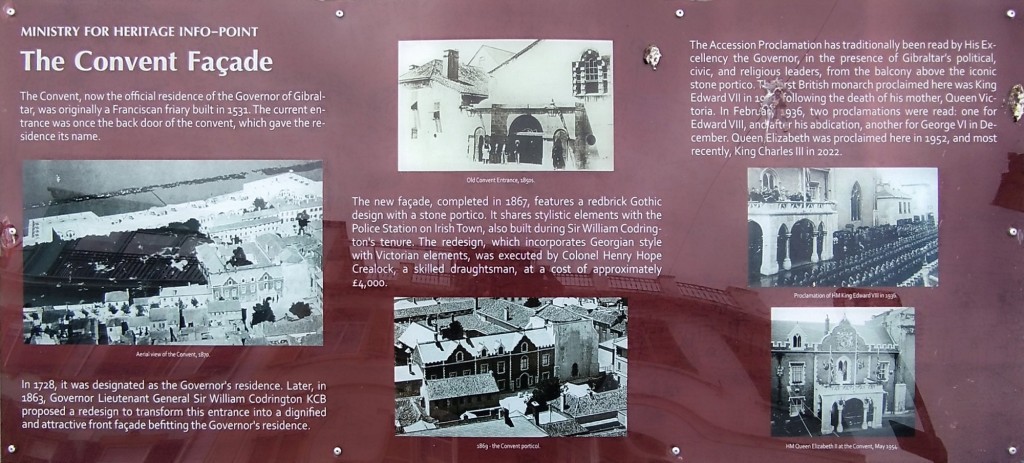 MINISTRY FOR HERITAGE INFO-POINT
The Convent Façade
The Convent, now the official residence of the Governor of Gibral-
tar, was originally a Franciscan friary built in 1531. The current en-
trance was once the back door of the convent, which gave the re-
sidence its name.
Aerial view of the Convent, 1870.
In 1728, it was designated as the Governor's residence. Later, in
1863, Governor Lieutenant General Sir William Codrington KCB
proposed a redesign to transform this entrance into a dignified
and attractive front façade befitting the Governor's residence.
Old Convent Entrance, 1850s.
The new façade, completed in 1867, features a redbrick Gothic
design with a stone portico. It shares stylistic elements with the
Police Station on Irish Town, also built during Sir William Codring-
ton's tenure. The redesign, which incorporates Georgian style
with Victorian elements, was executed by Colonel Henry Hope
Crealock, a skilled draughtsman, at a cost of approximately
£4,000.
1869 - the Convent portico.
The Accession Proclamation has traditionally been read by His Ex-
cellency the Governor, in the presence of Gibraltar's political,
civic, and religious leaders, from the balcony above the iconic
stone portico. The first British monarch proclaimed here was King
Edward VII in following the death of his mother, Queen Vic-
toria. In February 1936, two proclamations were read: one for
Edward VIII, and after his abdication, another for George VI in De-
cember. Queen Elizabeth was proclaimed here in 1952, and most
recently, King Charles III in 2022.
Proclamation of HM King Edward VIII in 1936.
HM Queen Elizabeth II at the Convent, May 1954.